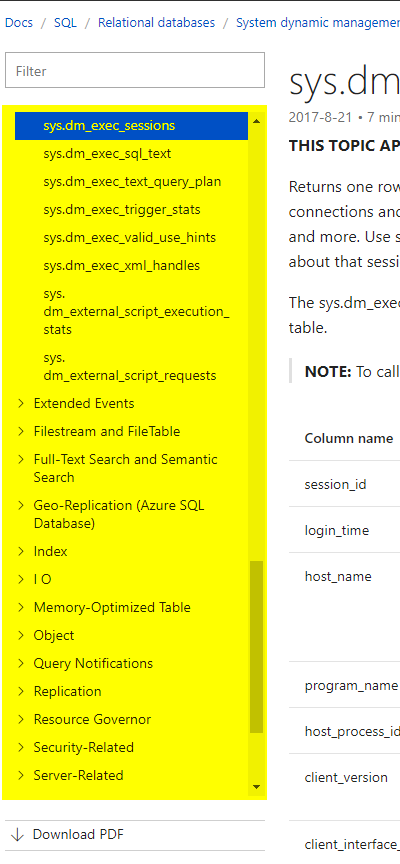 Docs / SQL / Relational databases / System dynamic management
Filter
sys.dm_exec_sessions
sys.dm_exec_sql_text
sys.dm_exec_text_query_plan
sys.dm_exec_trigger_stats
sys.dm_exec_valid_use_hints
sys.dm_exec_xml_handles
sys.
dm_external_script_execution_
stats
sys.
dm_external_script_requests
Extended Events
Filestream and FileTable
Full-Text Search and Semantic
Search
Geo-Replication (Azure SQL
Database)
Index
I O
Memory-Optimized Table
Object
Query Notifications
Replication
Resource Governor
Security-Related
Server-Related
Download PDF
sys.dm
2017-8-21 • 7 min
THIS TOPIC AP
Returns one row
connections and
and more. Use s
about that sessi
The sys.dm_exec
table.
NOTE: To call
Column name
session_id
login_time
host_name
program_name
host_process_id
client_version
client_interface_